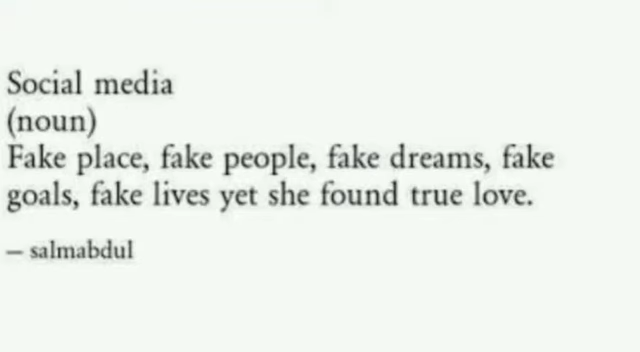 Social media
(noun)
Fake place, fake people, fake dreams, fake
goals, fake lives yet she found true love.
– salmabdul